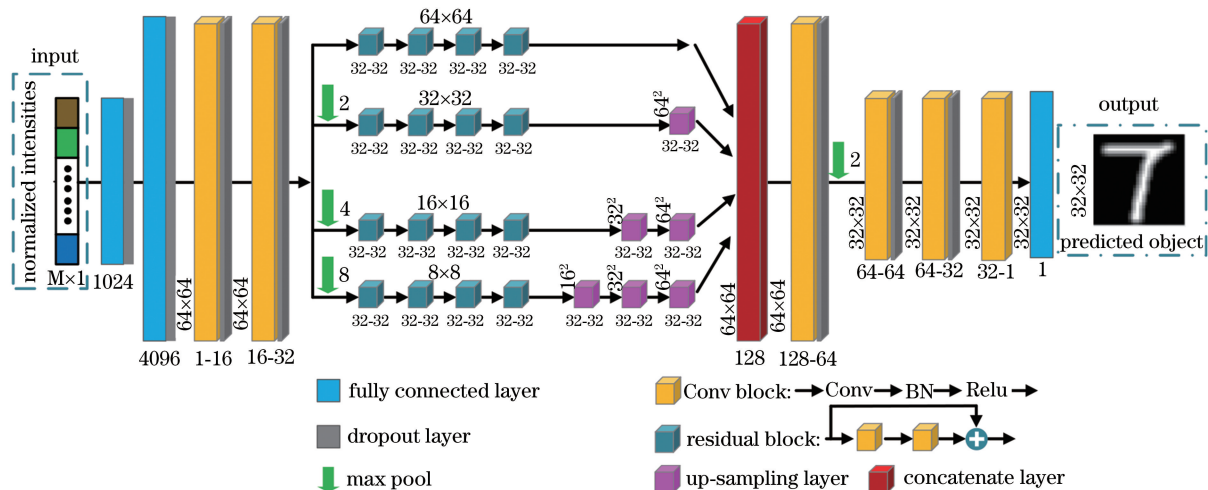 input
normalized intensities
M×1
1024
4096
64×64
1-16
64×64
16-32
64×64
32-32 32-32 32-32 32-32
2
32×32
32-32 32-32 32-32 32-32
64²
32-32
4
16×16
32-32 32-32 32-32 32-32
32²
64²
32-32 32-32
8
8×8
32-32 32-32 32-32 32-32
16²
32²
64²
32-32 32-32 32-32
64×64
128
64×64
128-64
2
32×32
64-64
32×32
64-32
32×32
32-1
32×32
1
output
32×32
predicted object
fully connected layer
dropout layer
max pool
Conv block: Conv BN Relu
residual block:
up-sampling layer
concatenate layer